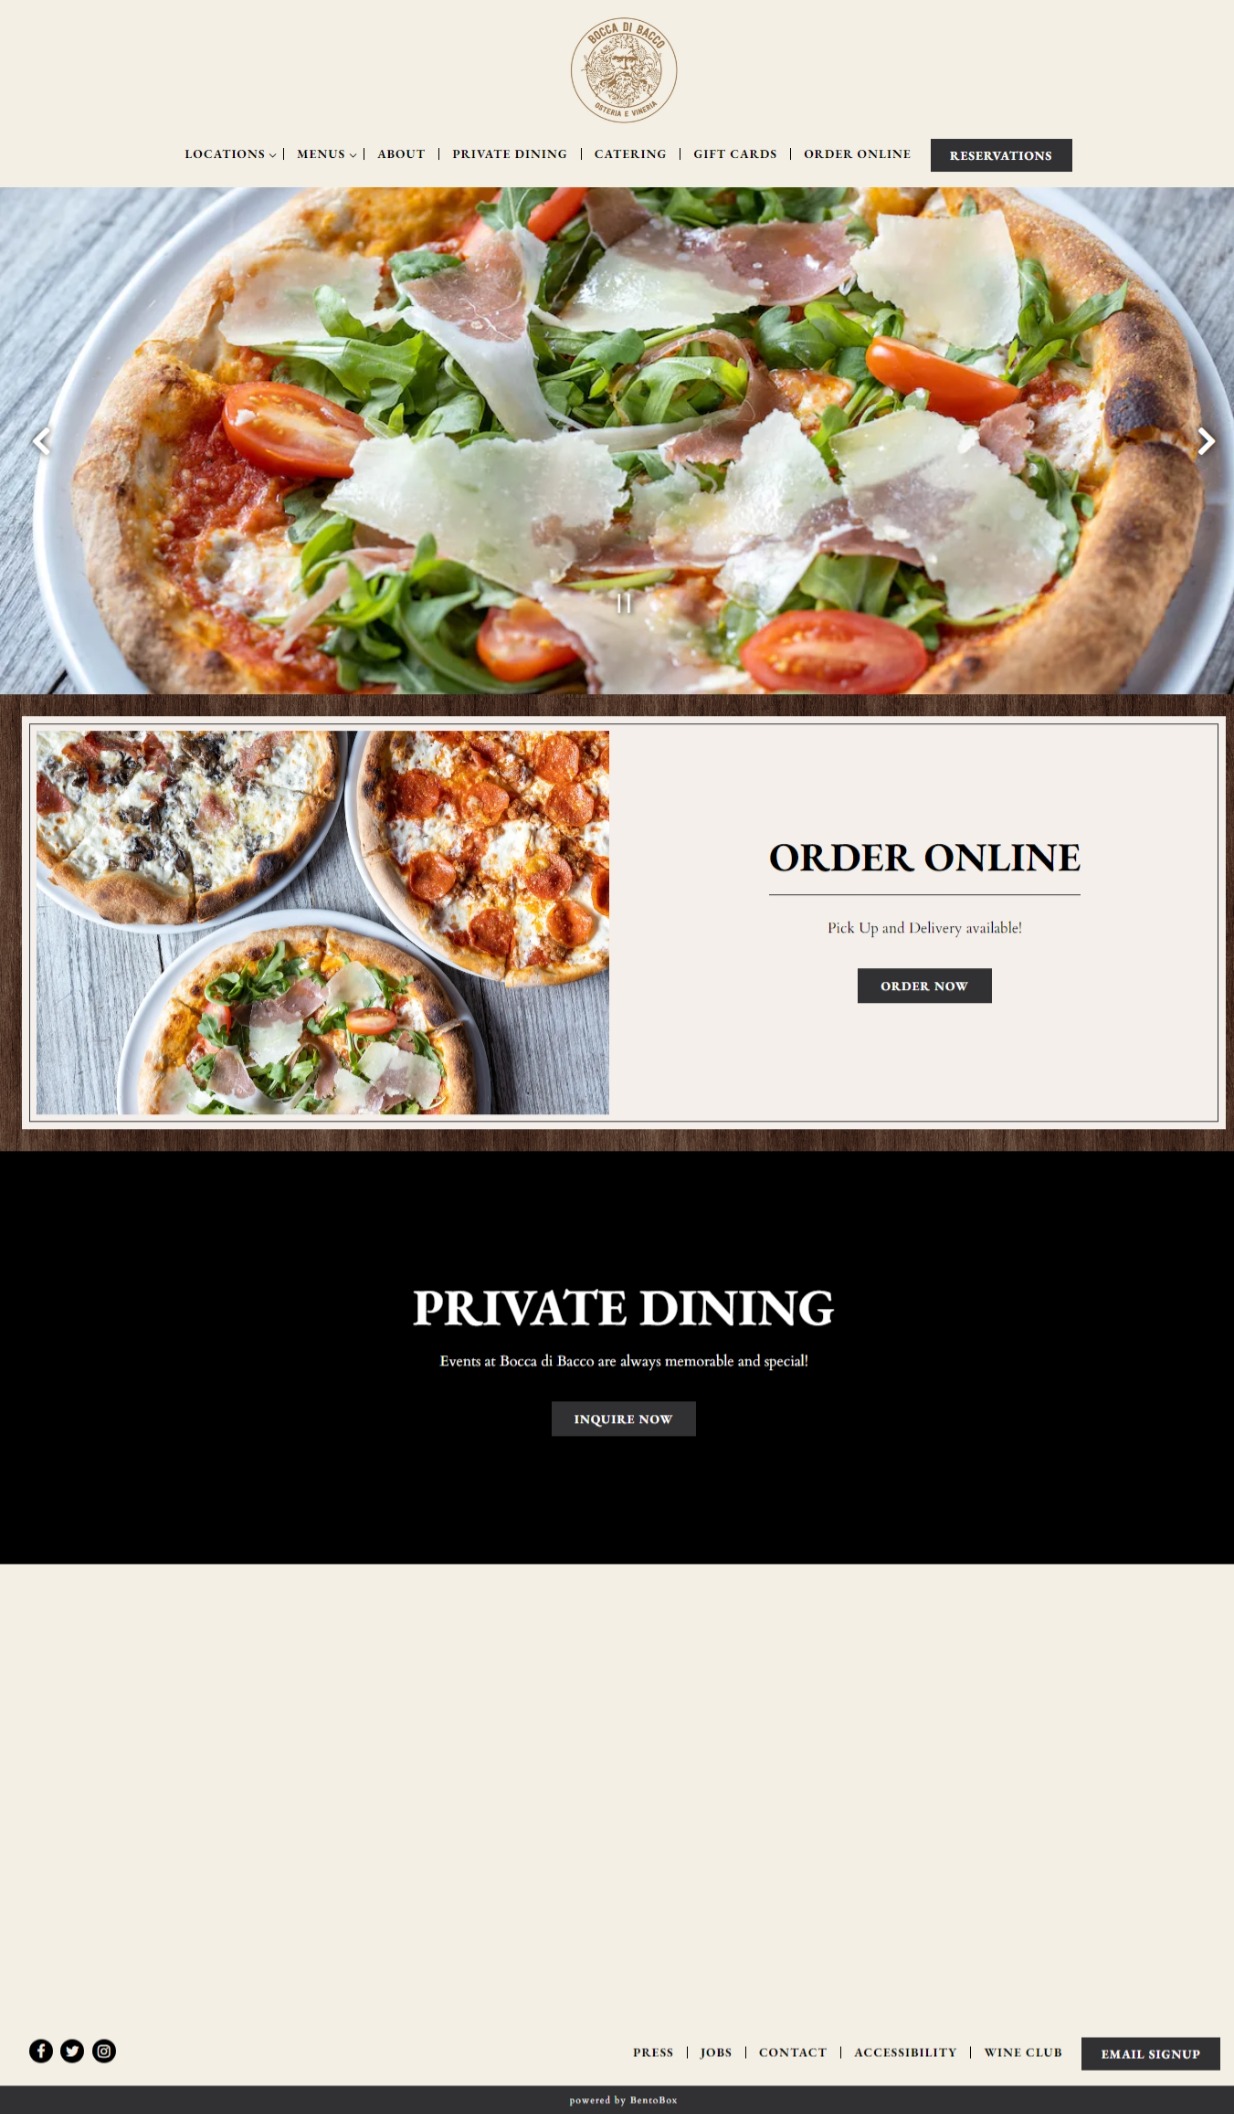 BOCCA DI BACCO
OSTERIA E VINERIA
LOCATIONS | MENUS | ABOUT | PRIVATE DINING | CATERING | GIFT CARDS | ORDER ONLINE RESERVATIONS
ORDER ONLINE
Pick Up and Delivery available!
ORDER NOW
PRIVATE DINING
Events at Bocca di Bacco are always memorable and special!
INQUIRE NOW
PRESS | JOBS | CONTACT | ACCESSIBILITY | WINE CLUB EMAIL SIGNUP
powered by BentoBox